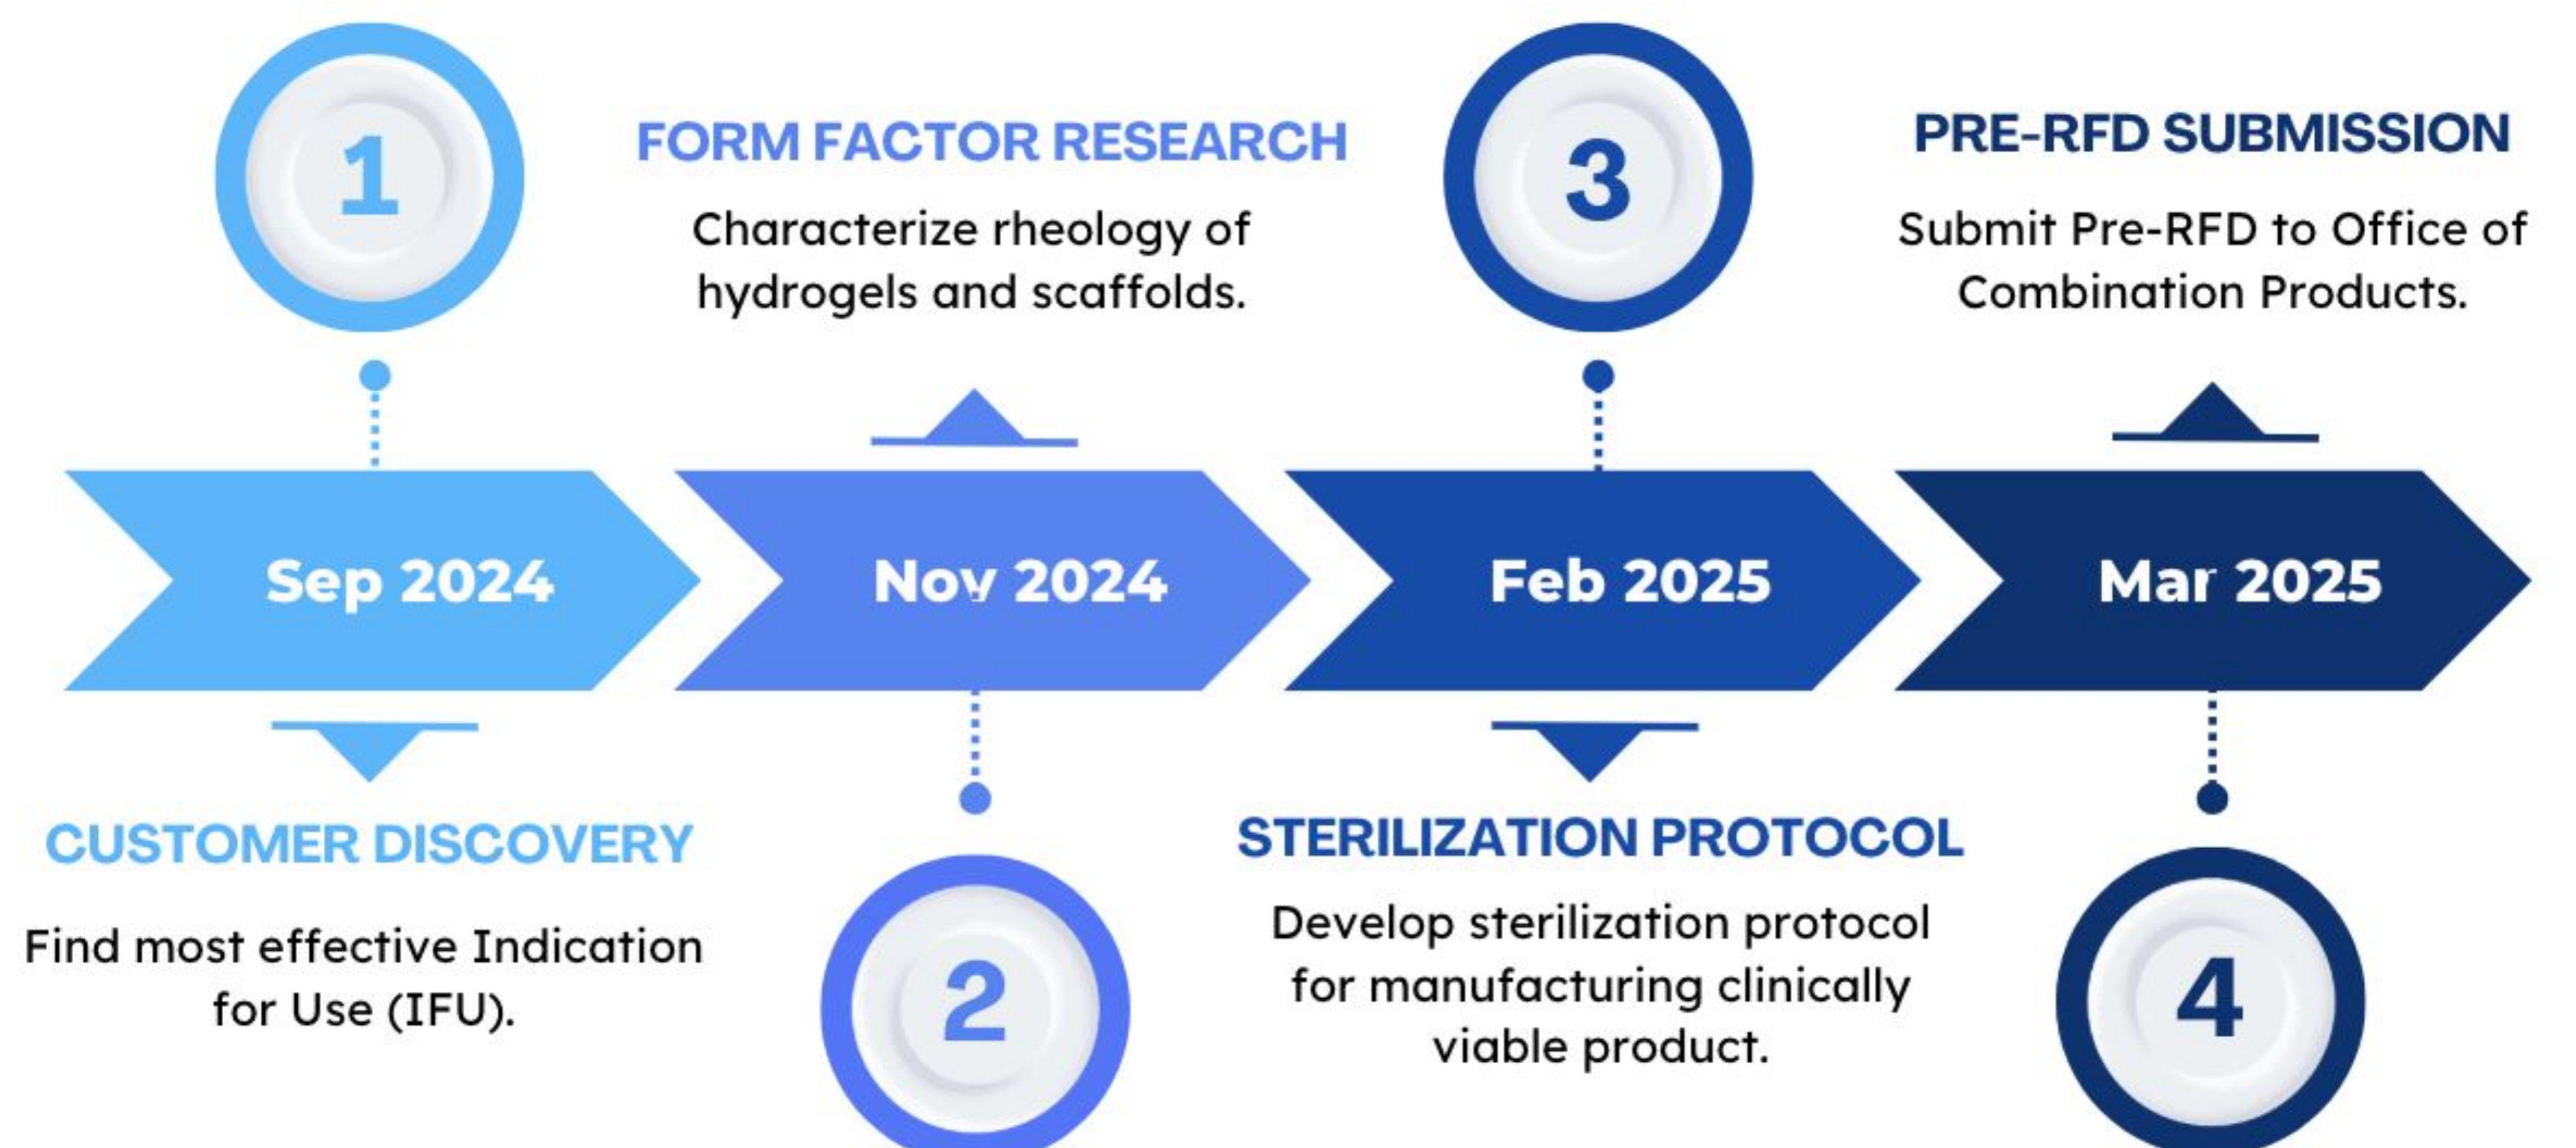 1
Sep 2024
CUSTOMER DISCOVERY
Find most effective Indication
for Use (IFU).
FORM FACTOR RESEARCH
Characterize rheology of
hydrogels and scaffolds.
Nov 2024
2
3
Feb 2025
STERILIZATION PROTOCOL
Develop sterilization protocol
for manufacturing clinically
viable product.
PRE-RFD SUBMISSION
Submit Pre-RFD to Office of
Combination Products.
Mar 2025
4